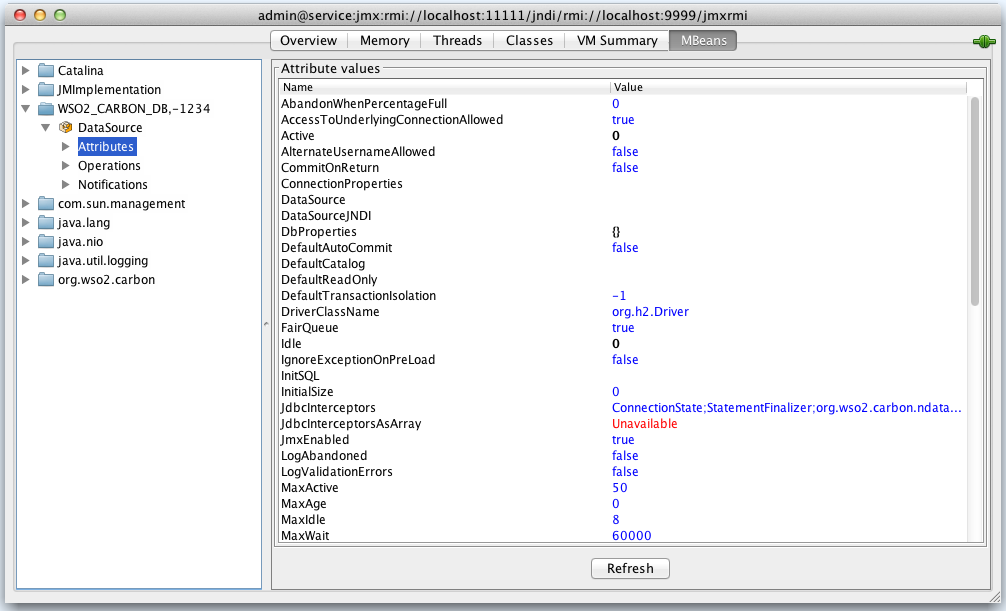 admin@service:jmx:rmi://localhost:11111/jndi/rmi://localhost:9999/jmxrmi
Overview Memory Threads Classes VM Summary MBeans
Catalina
JMImplementation
WSO2_CARBON_DB,-1234
DataSource
Attributes
Operations
Notifications
com.sun.management
java.lang
java.nio
java.util.logging
org.wso2.carbon
Attribute values
Name Value
AbandonWhenPercentageFull 0
AccessToUnderlyingConnectionAllowed true
Active 0
AlternateUsernameAllowed false
CommitOnReturn false
ConnectionProperties
DataSource
DataSourceJNDI
DbProperties {}
DefaultAutoCommit false
DefaultCatalog
DefaultReadOnly
DefaultTransactionIsolation -1
DriverClassName org.h2.Driver
FairQueue true
Idle 0
IgnoreExceptionOnPreLoad false
InitSQL
InitialSize 0
JdbcInterceptors ConnectionState;StatementFinalizer;org.wso2.carbon.ndata...
JdbcInterceptorsAsArray Unavailable
JmxEnabled true
LogAbandoned false
LogValidationErrors false
MaxActive 50
MaxAge 0
MaxIdle 8
MaxWait 60000
Refresh